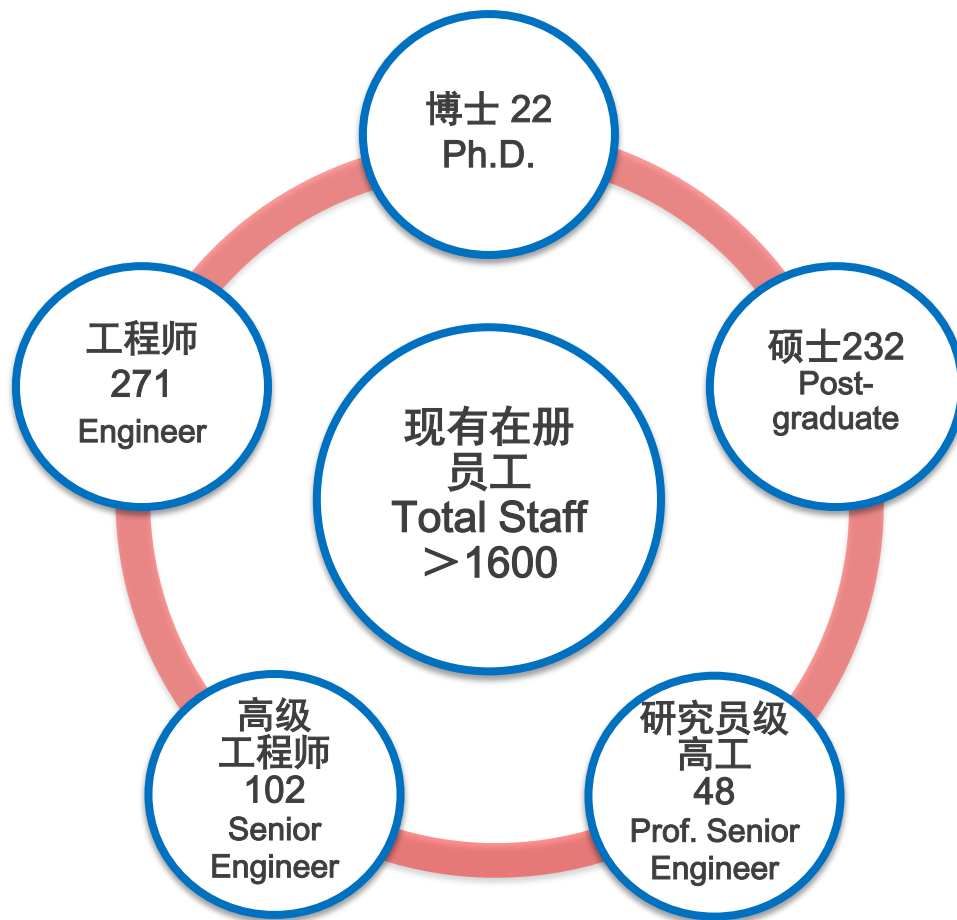 博士 22
Ph.D.
工程师
271
Engineer
硕士232
Post-
graduate
现有在册
员工
Total Staff
＞1600
高级
工程师
102
Senior
Engineer
研究员级
高工
48
Prof. Senior
Engineer